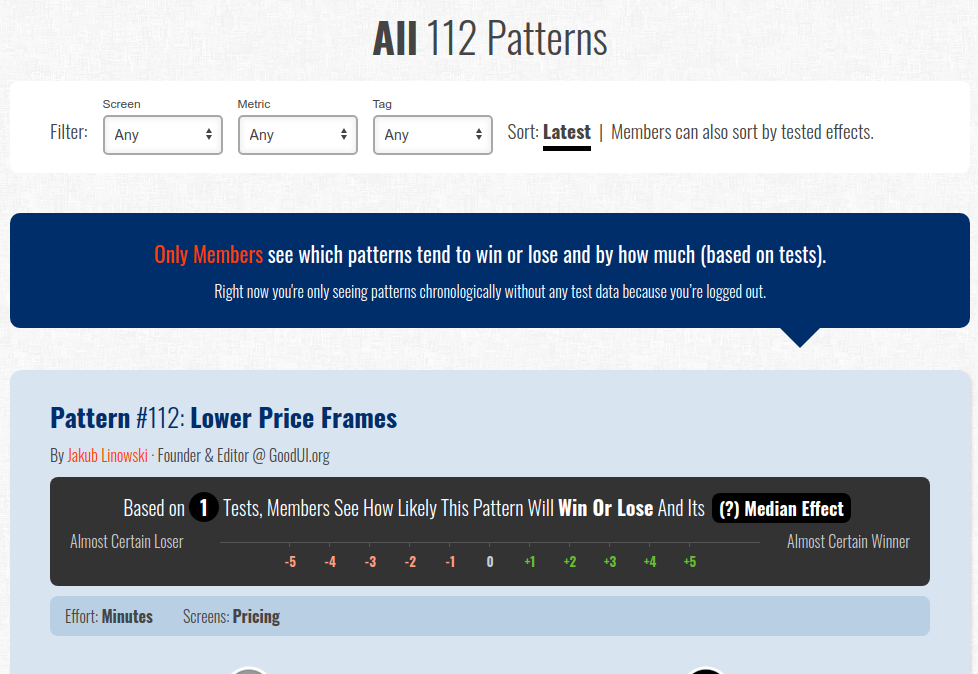 All 112 Patterns
Screen Metric Tag
Filter: Any Any Any Sort: Latest | Members can also sort by tested effects.
Only Members see which patterns tend to win or lose and by how much (based on tests).
Right now you're only seeing patterns chronologically without any test data because you're logged out.
Pattern #112: Lower Price Frames
By Jakub Linowski · Founder & Editor @ GoodUI.org
Based on 1 Tests, Members See How Likely This Pattern Will Win Or Lose And Its (?) Median Effect
Almost Certain Loser Almost Certain Winner
-5 -4 -3 -2 -1 0 +1 +2 +3 +4 +5
Effort: Minutes Screens: Pricing